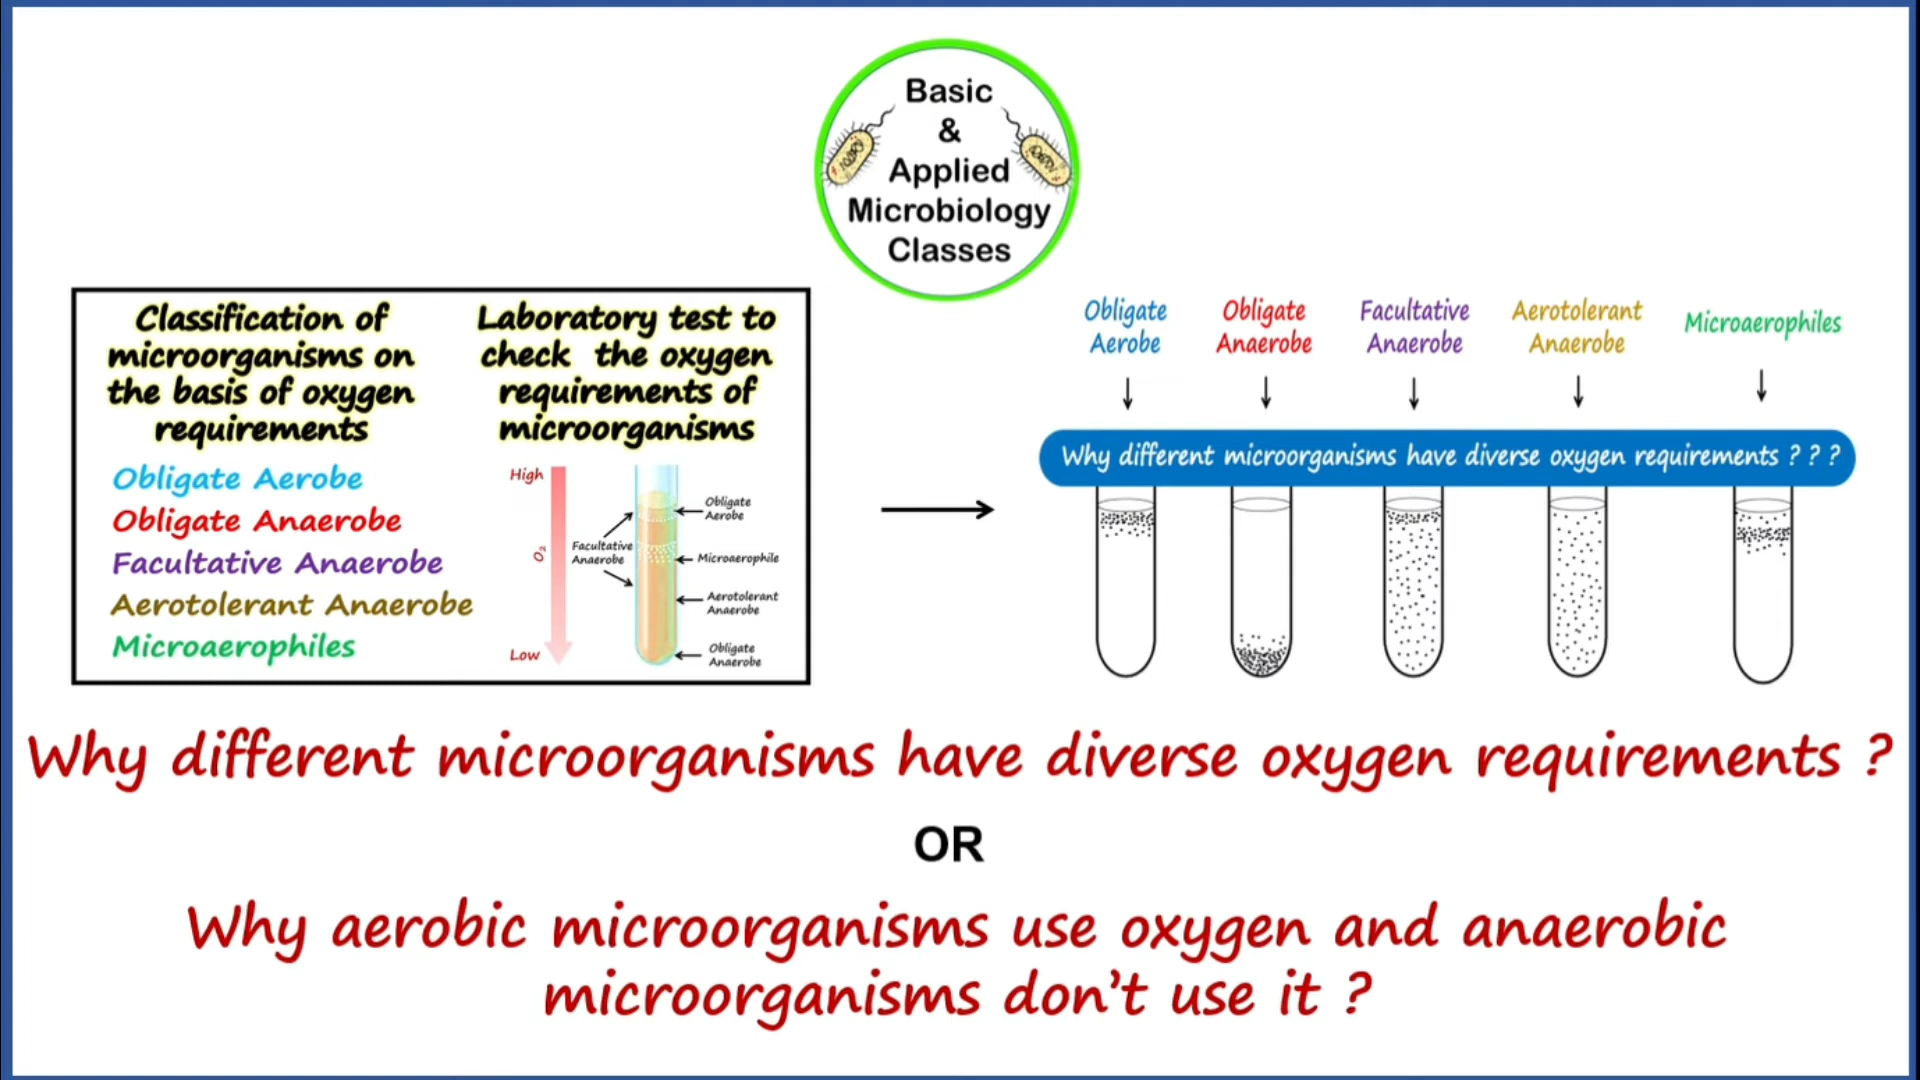 Basic
&
Applied
Microbiology
Classes
Classification of
microorganisms on
the basis of oxygen
requirements
Obligate Aerobe
Obligate Anaerobe
Facultative Anaerobe
Aerotolerant Anaerobe
Microaerophiles
Laboratory test to
check the oxygen
requirements of
microorganisms
High
O₂
Low
Facultative
Anaerobe
Obligate
Aerobe
Microaerophile
Aerotolerant
Anaerobe
Obligate
Anaerobe
Obligate
Aerobe
Obligate
Anaerobe
Facultative
Anaerobe
Aerotolerant
Anaerobe
Microaerophiles
Why different microorganisms have diverse oxygen requirements ? ? ?
Why different microorganisms have diverse oxygen requirements ?
OR
Why aerobic microorganisms use oxygen and anaerobic
microorganisms don't use it ?